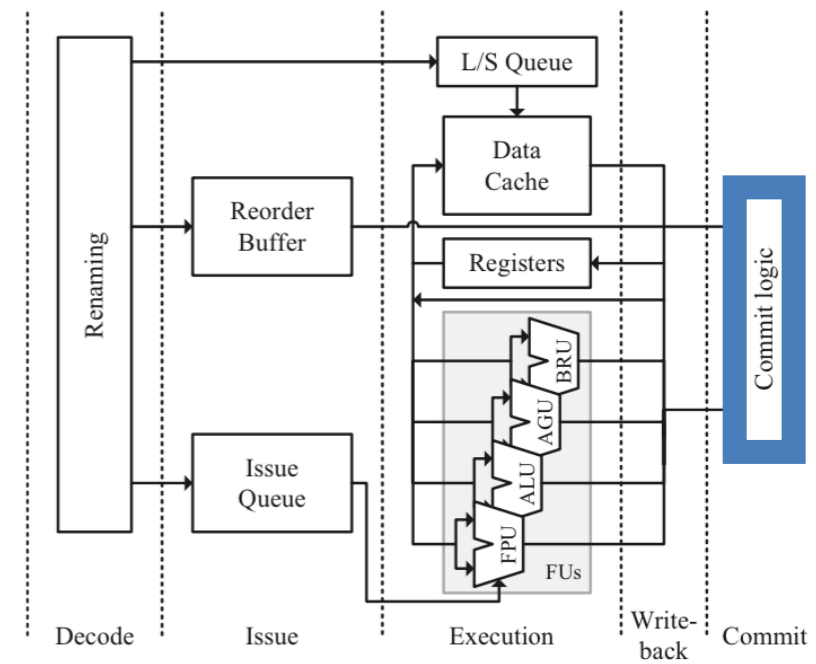 L/S Queue
Data
Cache
Reorder
Buffer
Registers
Renaming
Commit logic
BRU
AGU
ALU
FPU
FUs
Issue
Queue
Decode
Issue
Execution
Write-
back
Commit